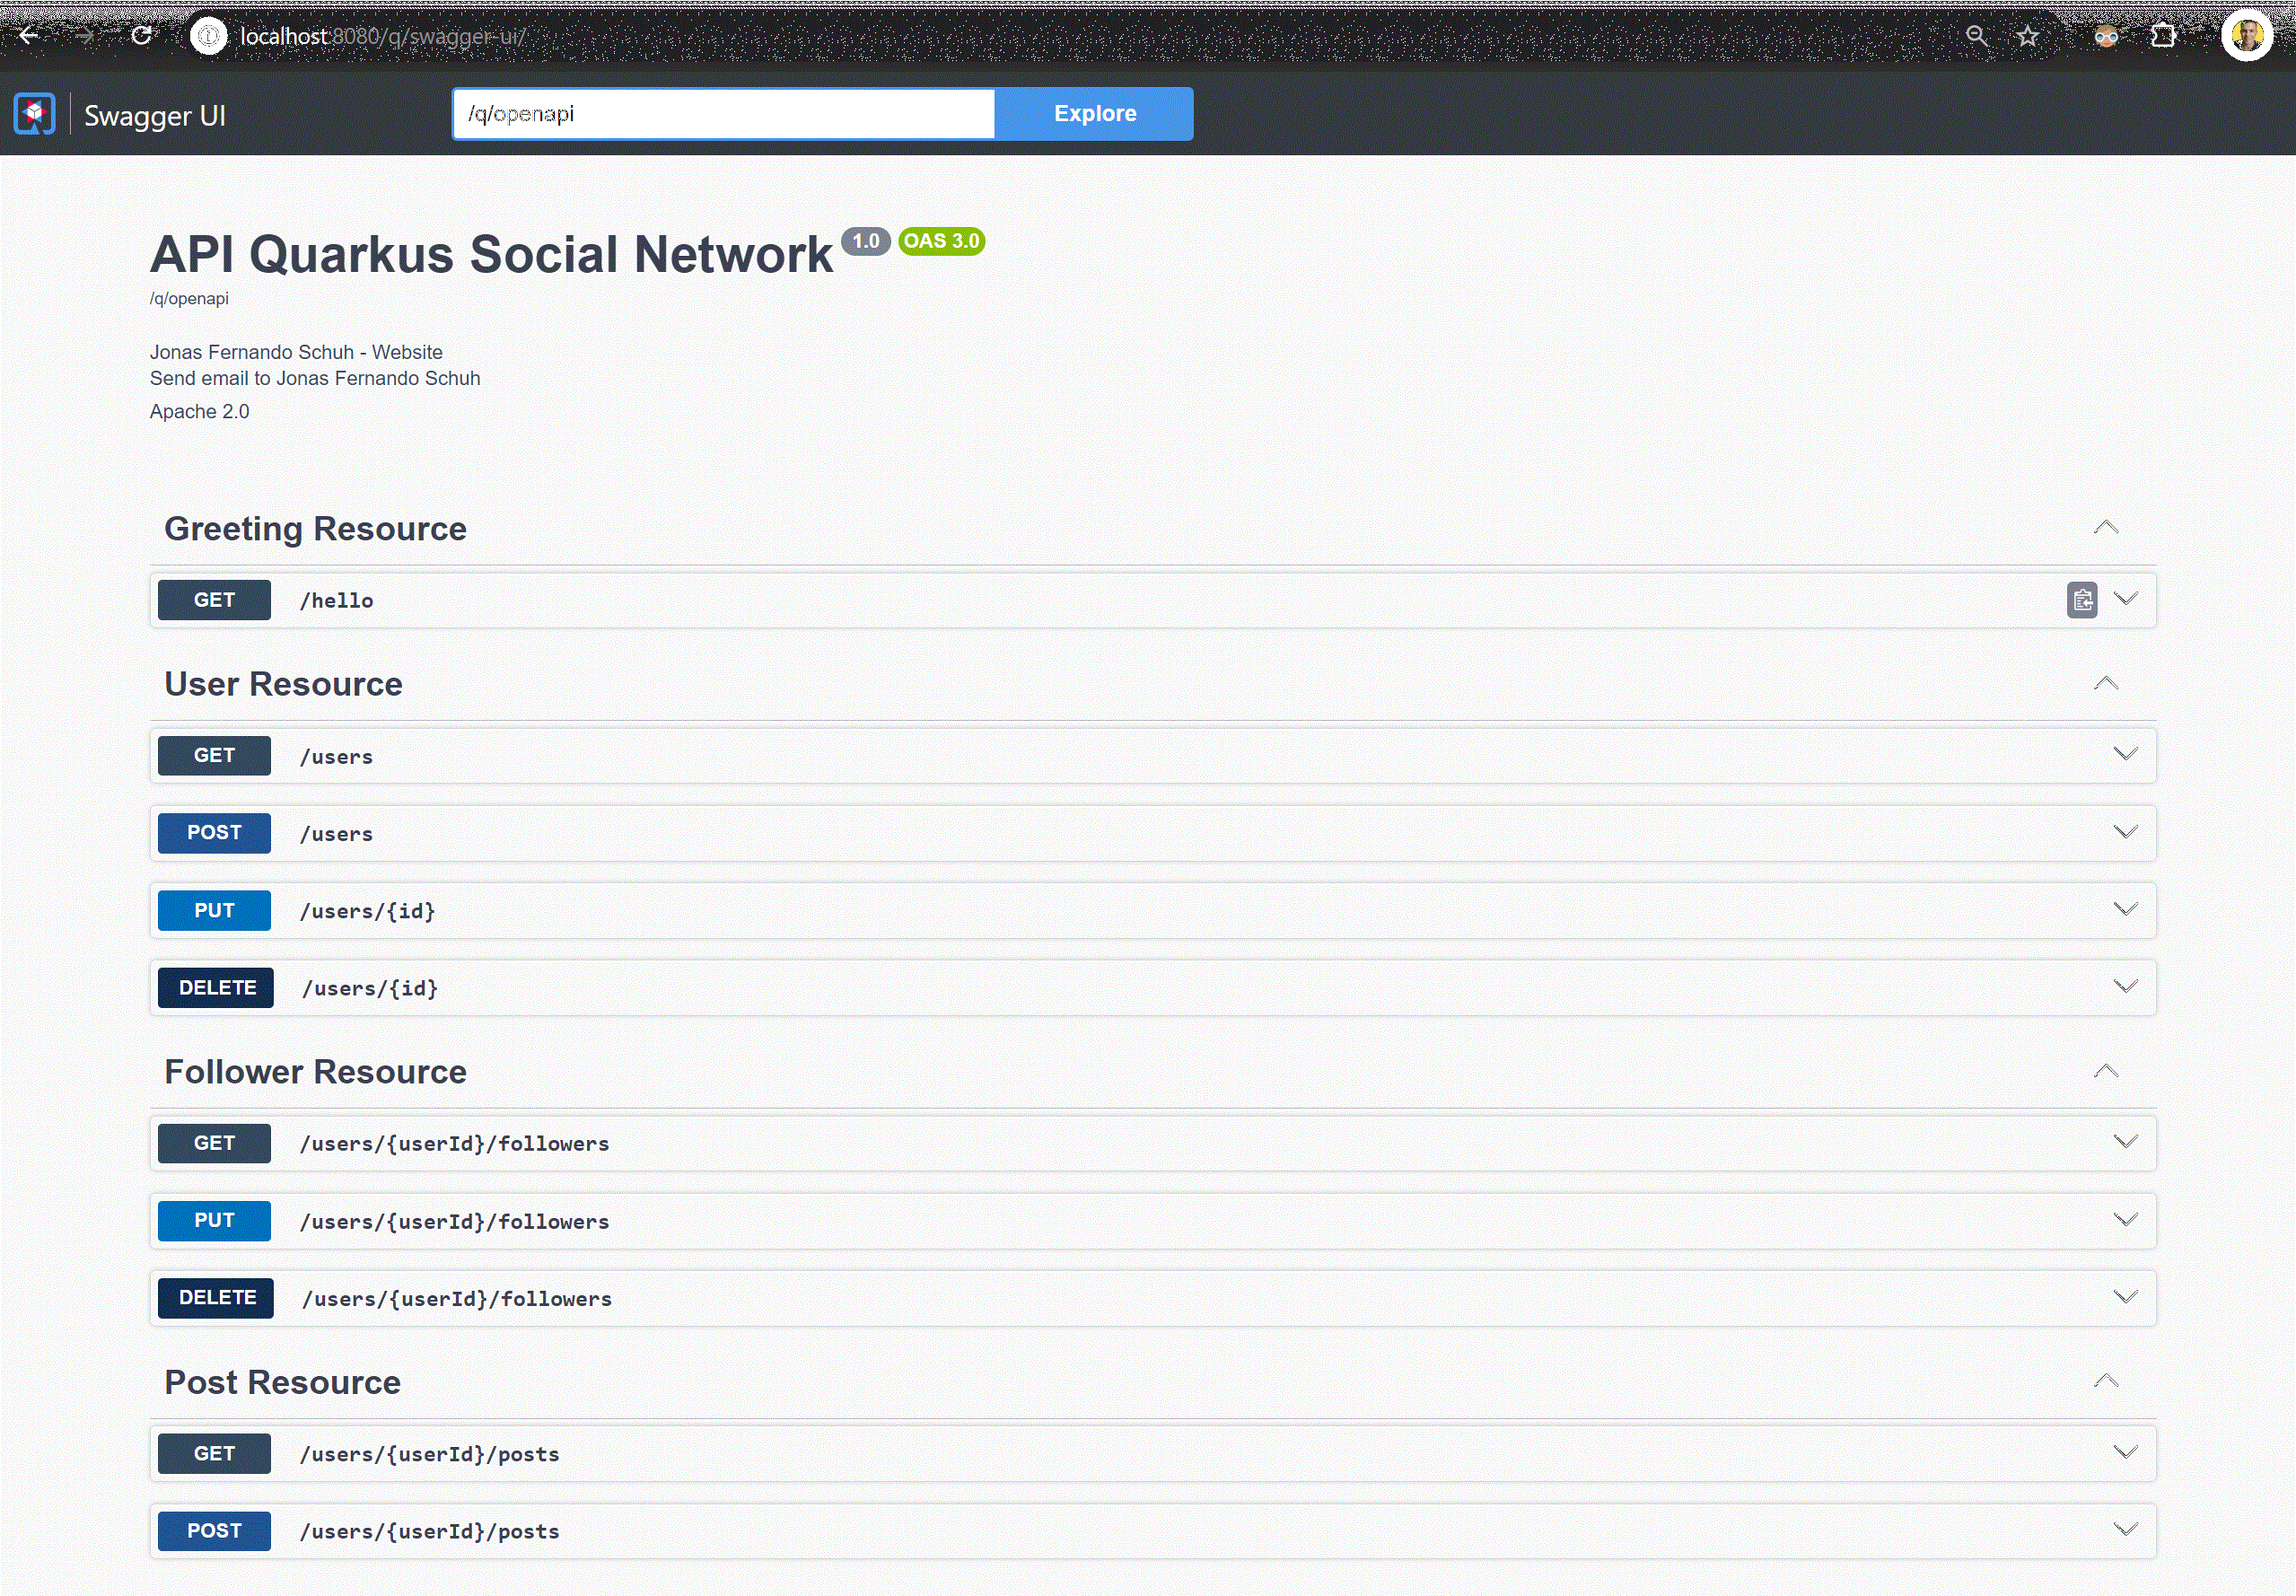 localhost:8080/q/swagger-ui/
Swagger UI
/q/openapi
Explore
API Quarkus Social Network 1.0 OAS 3.0
/q/openapi
Jonas Fernando Schuh - Website
Send email to Jonas Fernando Schuh
Apache 2.0
Greeting Resource
GET /hello
User Resource
GET /users
POST /users
PUT /users/{id}
DELETE /users/{id}
Follower Resource
GET /users/{userId}/followers
PUT /users/{userId}/followers
DELETE /users/{userId}/followers
Post Resource
GET /users/{userId}/posts
POST /users/{userId}/posts